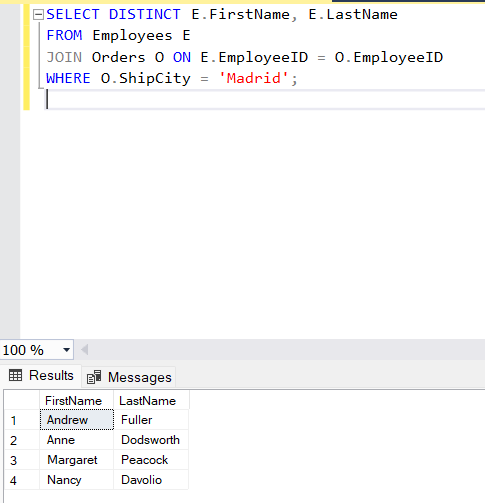 SELECT DISTINCT E.FirstName, E.LastName
FROM Employees E
JOIN Orders O ON E.EmployeeID = O.EmployeeID
WHERE O.ShipCity = 'Madrid';
100 %
Results Messages
FirstName LastName
1 Andrew Fuller
2 Anne Dodsworth
3 Margaret Peacock
4 Nancy Davolio